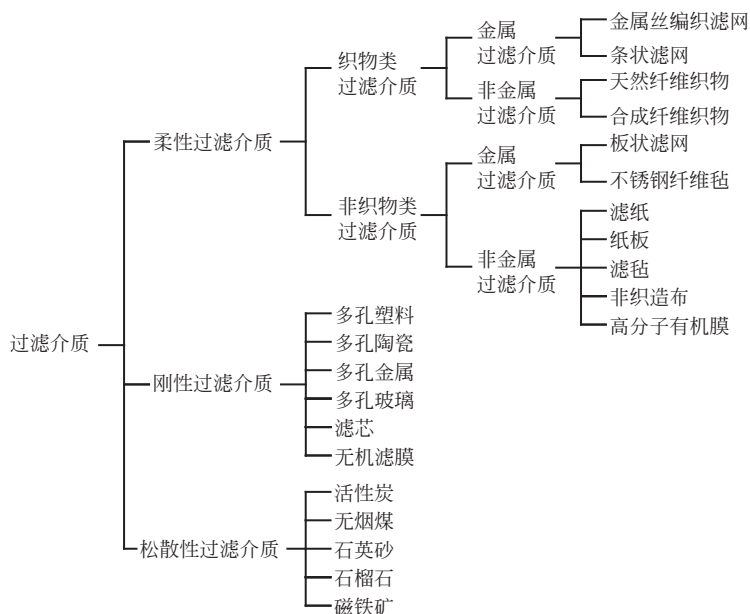 过滤介质
柔性过滤介质
织物类
过滤介质
金属
过滤介质
金属丝编织滤网
条状滤网
非金属
过滤介质
天然纤维织物
合成纤维织物
非织物类
过滤介质
金属
过滤介质
板状滤网
不锈钢纤维毡
非金属
过滤介质
滤纸
纸板
滤毡
非织造布
高分子有机膜
刚性过滤介质
多孔塑料
多孔陶瓷
多孔金属
多孔玻璃
滤芯
无机滤膜
松散性过滤介质
活性炭
无烟煤
石英砂
石榴石
磁铁矿